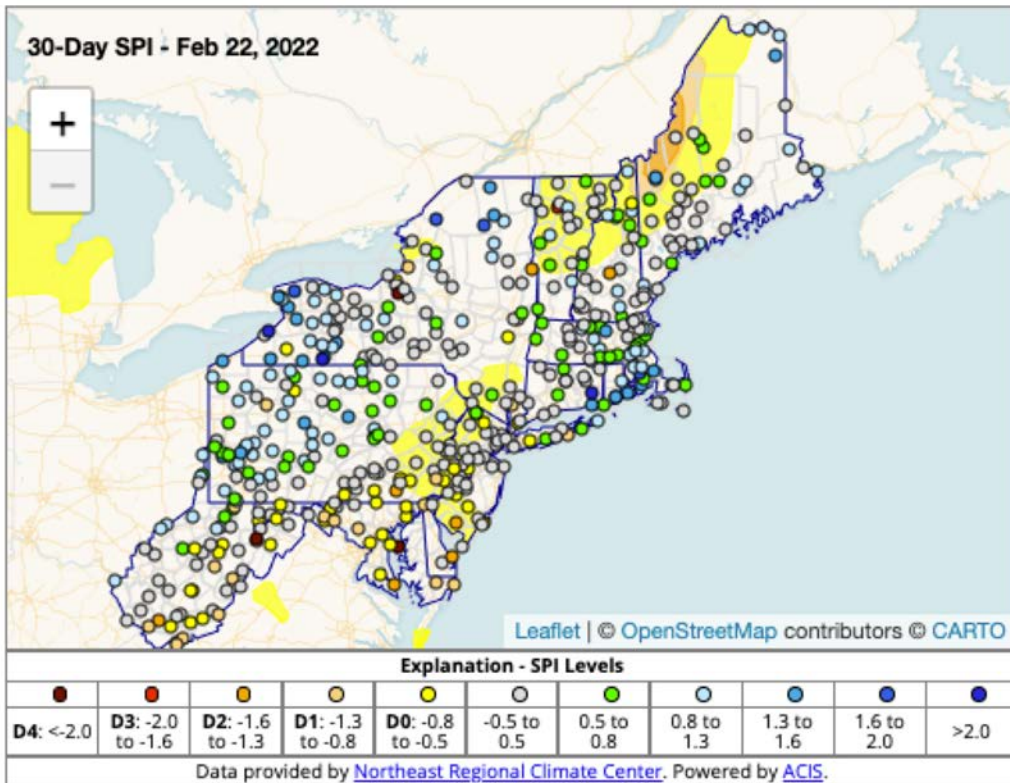 30-Day SPI - Feb 22, 2022
+
−
Leaflet | © OpenStreetMap contributors © CARTO
Explanation - SPI Levels
D4: <-2.0
D3: -2.0
to -1.6
D2: -1.6
to -1.3
D1: -1.3
to -0.8
D0: -0.8
to -0.5
-0.5 to
0.5
0.5 to
0.8
0.8 to
1.3
1.3 to
1.6
1.6 to
2.0
>2.0
Data provided by Northeast Regional Climate Center. Powered by ACIS.